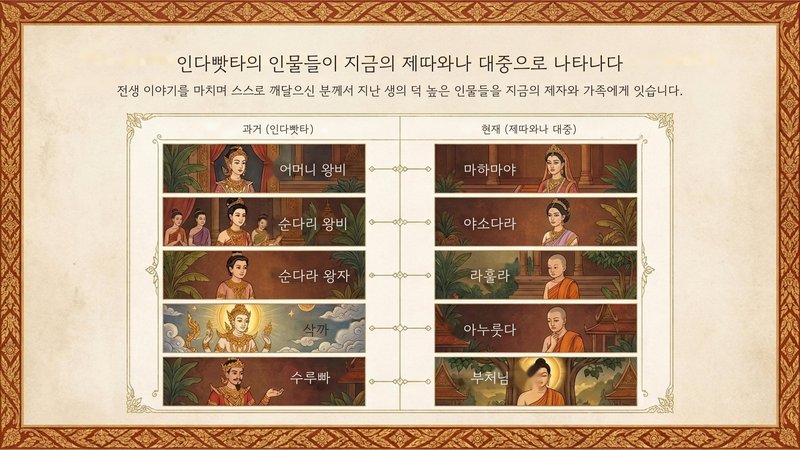 인다빳타의 인물들이 지금의 제따와나 대중으로 나타나다
전생 이야기를 마치며 스스로 깨달으신 분께서 지난 생의 덕 높은 인물들을 지금의 제자와 가족에게 잇습니다.
과거 (인다빳타) 현재 (제따와나 대중)
어머니 왕비 마하마야
순다리 왕비 야소다라
순다라 왕자 라훌라
삭까 아누룻다
수루빠 부처님